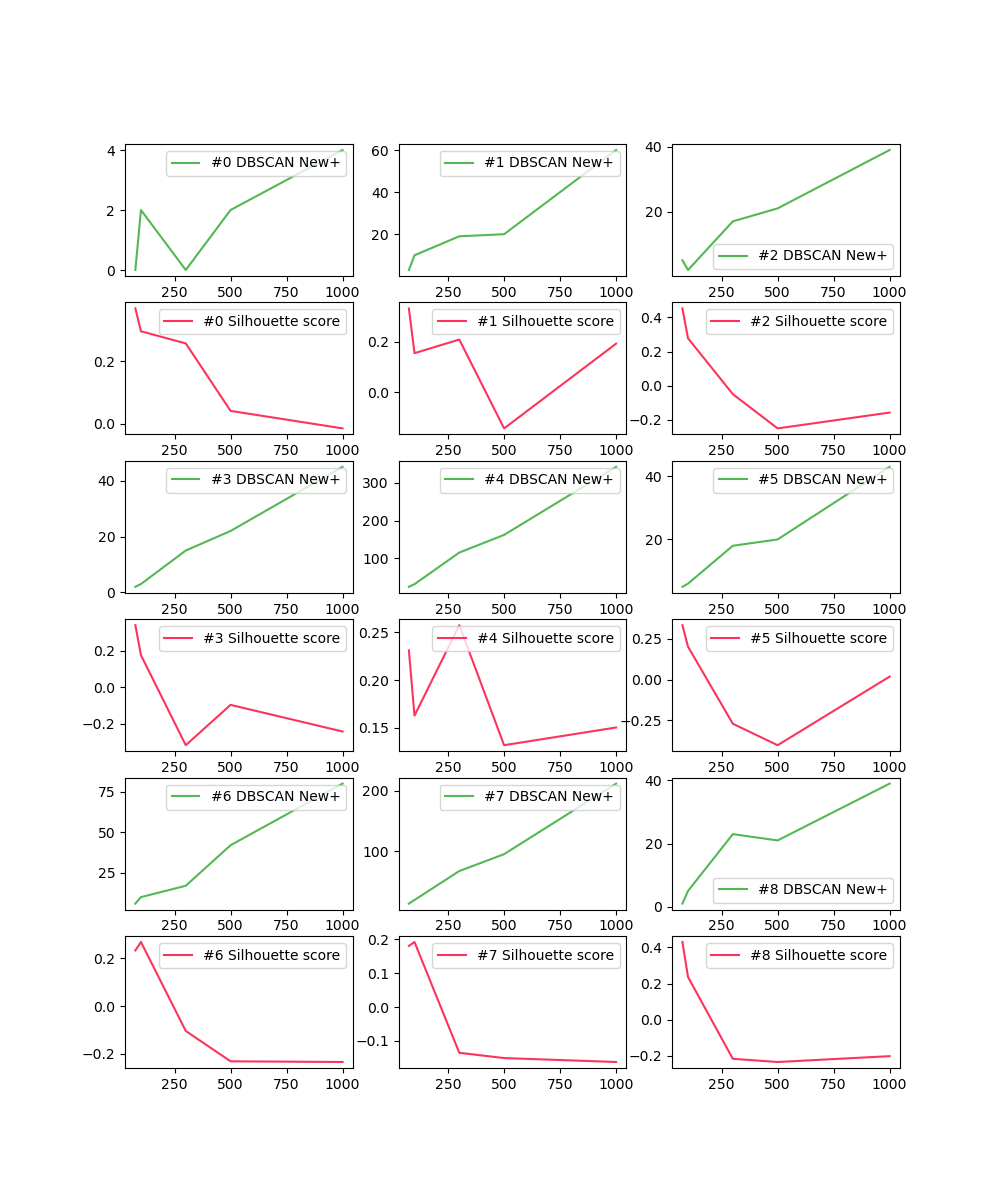 4
2
0
#0 DBSCAN New+
250 500 750 1000
60
40
20
#1 DBSCAN New+
250 500 750 1000
40
20
#2 DBSCAN New+
250 500 750 1000
0.2
0.0
#0 Silhouette score
250 500 750 1000
0.2
0.0
#1 Silhouette score
250 500 750 1000
0.4
0.2
0.0
−0.2
#2 Silhouette score
250 500 750 1000
40
20
0
#3 DBSCAN New+
250 500 750 1000
300
200
100
#4 DBSCAN New+
250 500 750 1000
40
20
#5 DBSCAN New+
250 500 750 1000
0.2
0.0
−0.2
#3 Silhouette score
250 500 750 1000
0.25
0.20
0.15
#4 Silhouette score
250 500 750 1000
0.25
0.00
−0.25
#5 Silhouette score
250 500 750 1000
75
50
25
#6 DBSCAN New+
250 500 750 1000
200
100
#7 DBSCAN New+
250 500 750 1000
40
20
0
#8 DBSCAN New+
250 500 750 1000
0.2
0.0
−0.2
#6 Silhouette score
250 500 750 1000
0.2
0.1
0.0
−0.1
#7 Silhouette score
250 500 750 1000
0.4
0.2
0.0
−0.2
#8 Silhouette score
250 500 750 1000